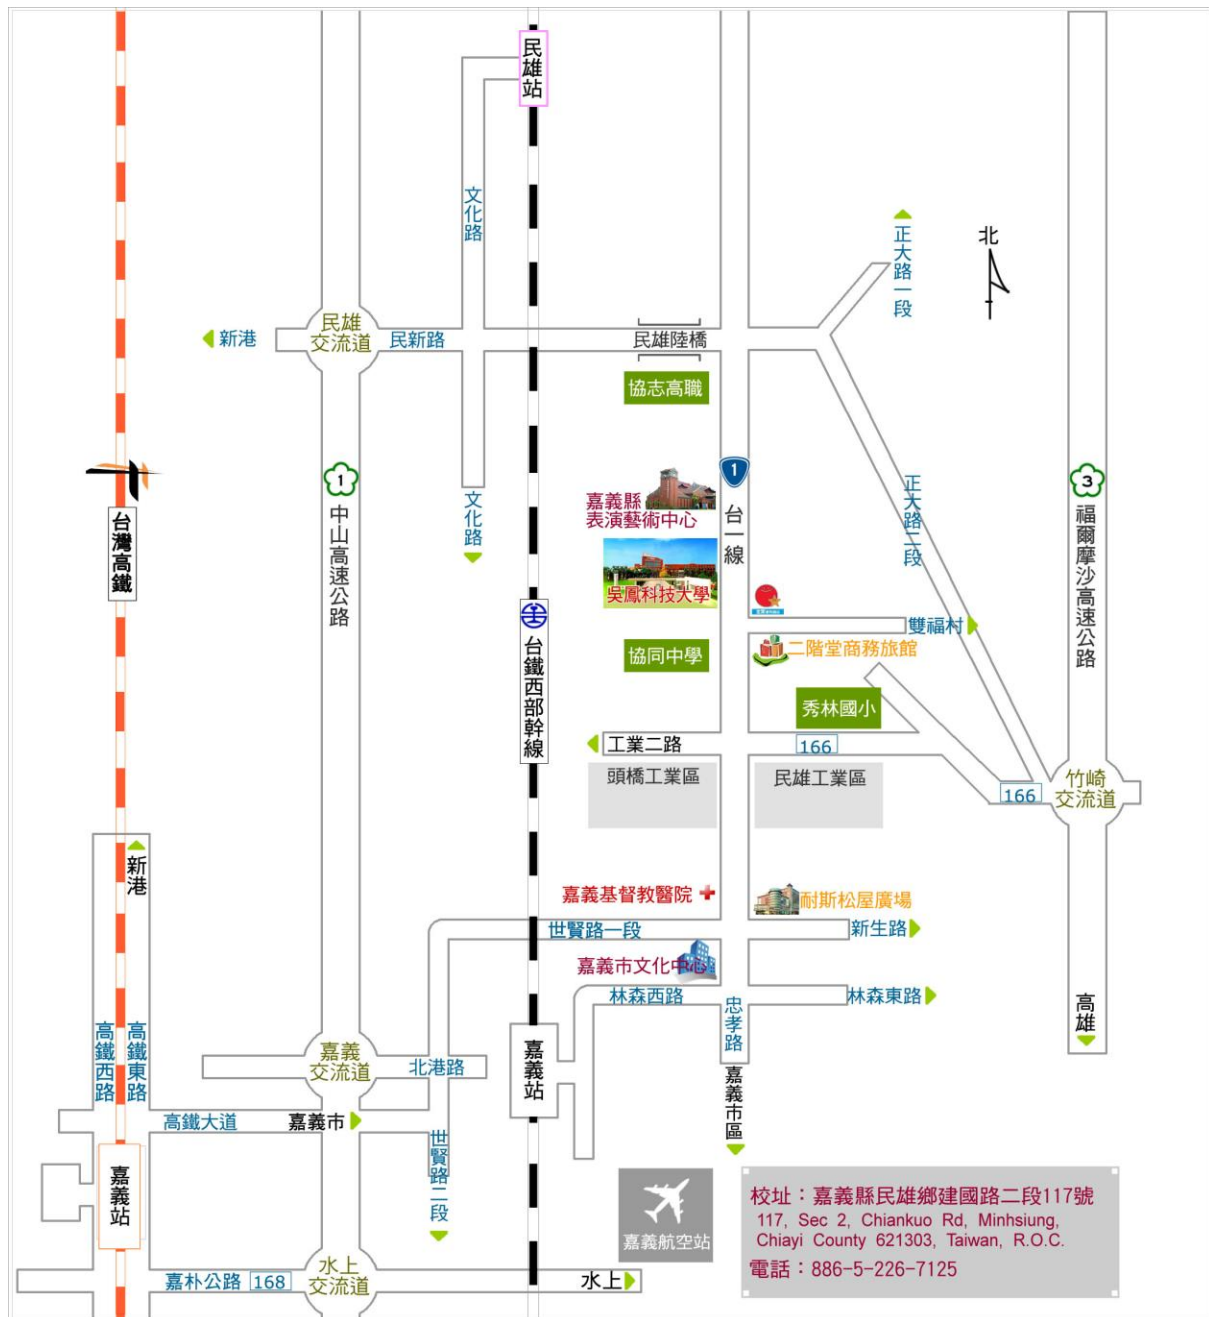 民雄站
文化路
正大路一段
北
新港
民雄
交流道
民新路
民雄陸橋
協志高職
1
1
3
嘉義縣
表演藝術中心
文化路
台一線
正大路二段
中山高速公路
台灣高鐵
福爾摩沙高速公路
吳鳳科技大學
雙福村
台鐵西部幹線
協同中學
二階堂商務旅館
秀林國小
工業二路
166
頭橋工業區
民雄工業區
166
竹崎
交流道
新港
嘉義基督教醫院
耐斯松屋廣場
世賢路一段
新生路
嘉義市文化中心
林森西路
林森東路
高鐵西路
高鐵東路
忠孝路
高雄
嘉義
交流道
北港路
嘉義站
嘉義市區
高鐵大道
嘉義市
世賢路二段
嘉義站
嘉義航空站
校址：嘉義縣民雄鄉建國路二段117號
117, Sec 2, Chiankuo Rd, Minhsiung,
Chiayi County 621303, Taiwan, R.O.C.
電話：886-5-226-7125
嘉朴公路 168
水上
交流道
水上